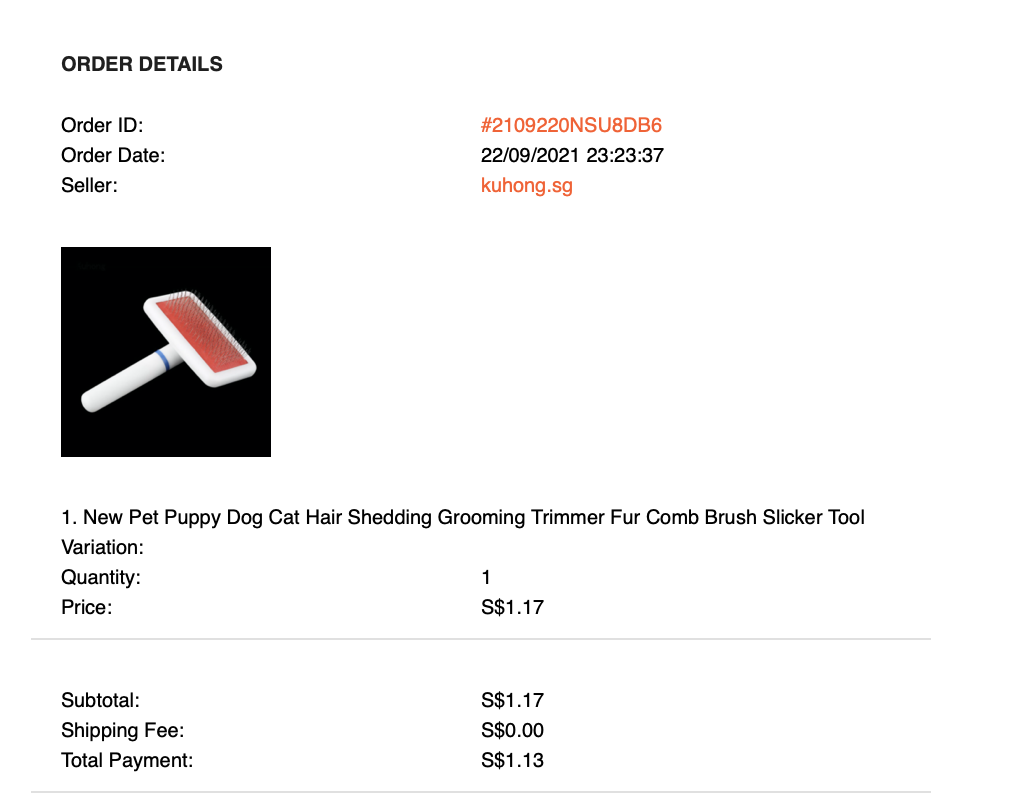 ORDER DETAILS
Order ID: #2109220NSU8DB6
Order Date: 22/09/2021 23:23:37
Seller: kuhong.sg
1. New Pet Puppy Dog Cat Hair Shedding Grooming Trimmer Fur Comb Brush Slicker Tool
Variation:
Quantity: 1
Price: S$1.17
Subtotal: S$1.17
Shipping Fee: S$0.00
Total Payment: S$1.13